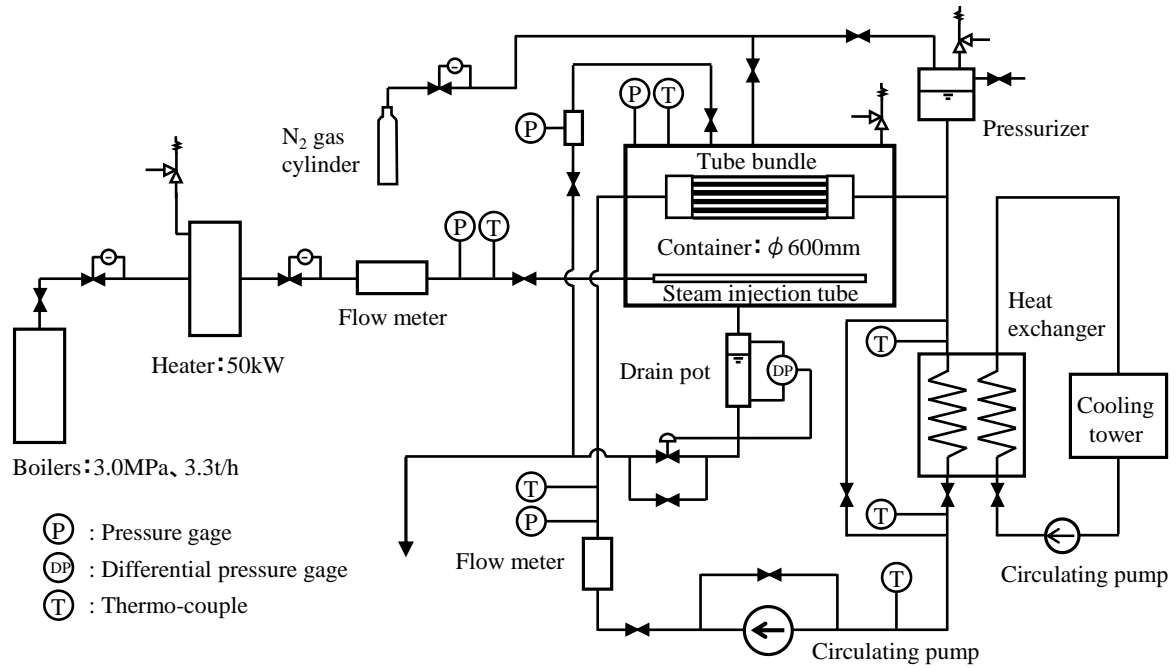 P
T
P
N2 gas
cylinder
Pressurizer
Tube bundle
P
T
Container：φ 600mm
Steam injection tube
Flow meter
Heater：50kW
Drain pot
DP
T
Heat
exchanger
Cooling
tower
Boilers：3.0MPa、3.3t/h
T
P
T
P : Pressure gage
DP : Differential pressure gage
T : Thermo-couple
Flow meter
T
Circulating pump
Circulating pump